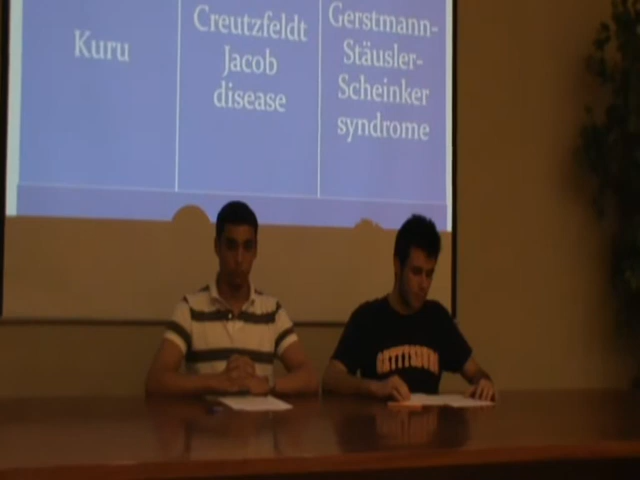 Kuru
Creutzfeldt
Jacob
disease
Gerstmann-
Stäusler-
Scheinker
syndrome
GETTYSBURG